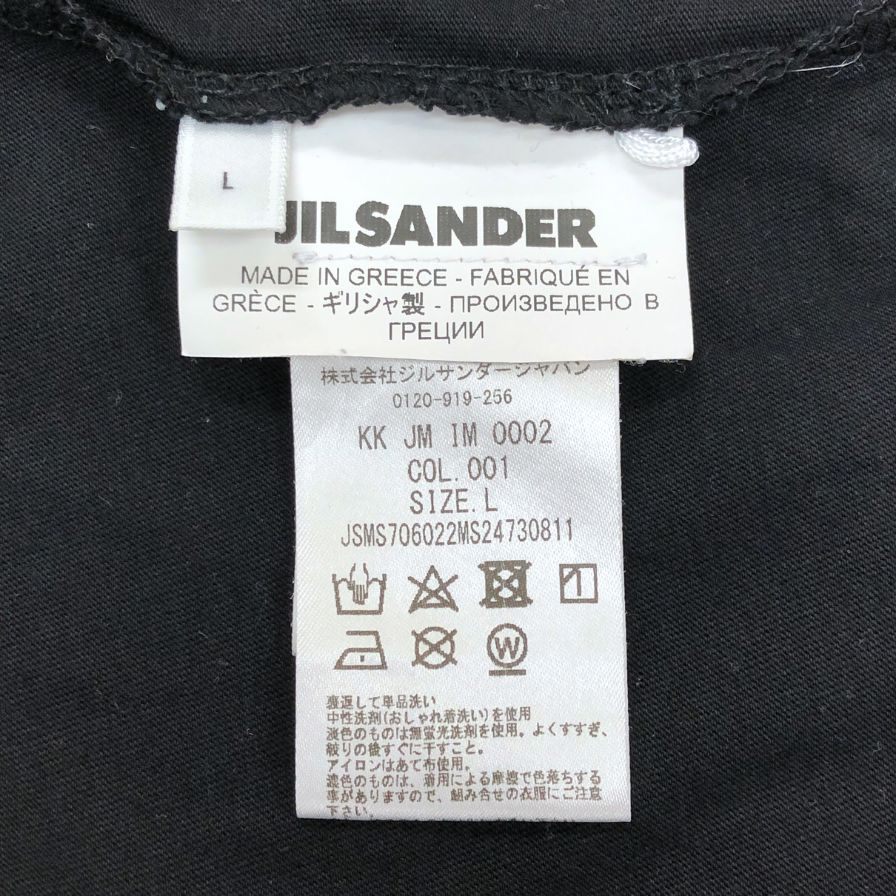 L
JIL SANDER
MADE IN GREECE - FABRIQUÉ EN
GRÈCE - ギリシャ製 - ПРОИЗВЕДЕНО В
ГРЕЦИИ
株式会社ジルサンダージャパン
0120-919-256
KK JM IM 0002
COL.001
SIZE.L
JSMS706022MS24730811
W
裏返して単品洗い
中性洗剤(おしゃれ着洗い)を使用
淡色のものは無蛍光洗剤を使用。よくすすぎ、
絞りの後すぐに干すこと。
アイロンはあて布使用。
濃色のものは、着用による摩擦で色落ちする
事がありますので、組み合せの衣服にご注意
下さい。